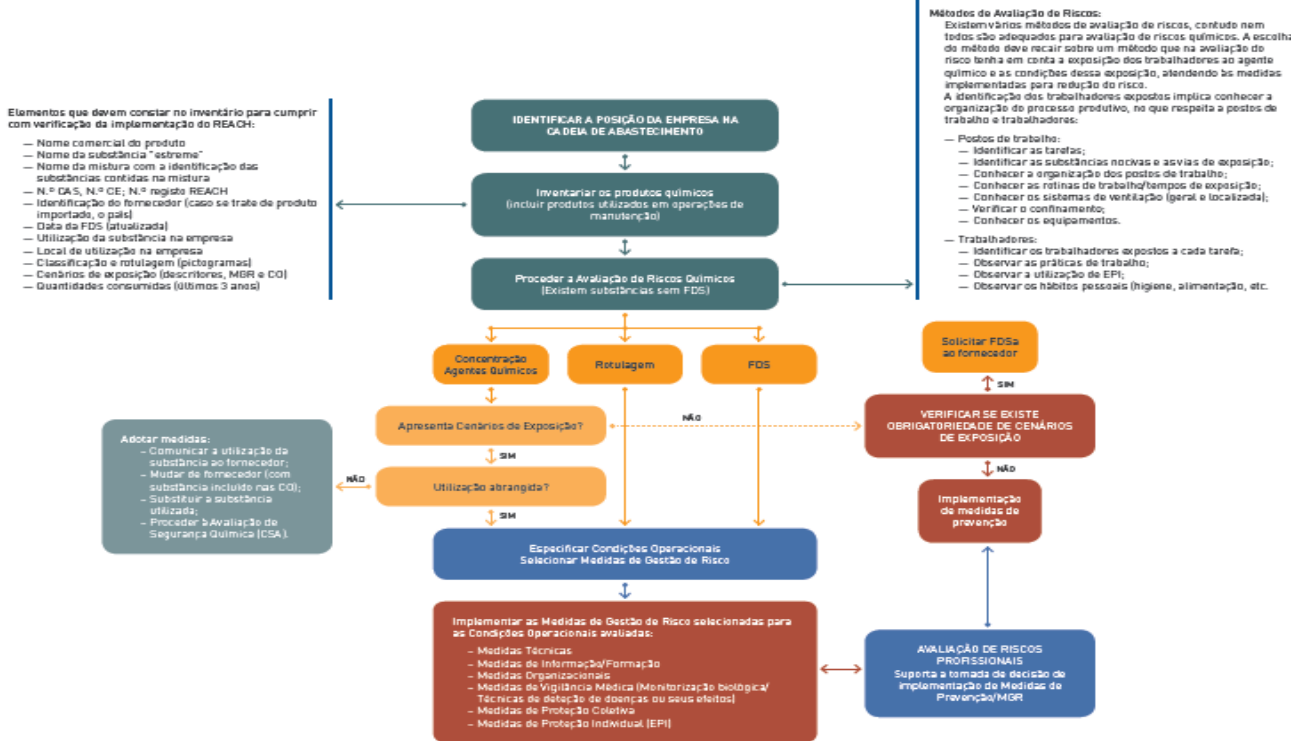 Métodos de Avaliação de Riscos:
Existem vários métodos de avaliação de riscos, contudo nem
todos são adequados para avaliação de riscos químicos. A escolha
do método deve recair sobre um método que na avaliação do
risco tenha em conta a exposição dos trabalhadores ao agente
químico e as condições dessa exposição, atendendo às medidas
implementadas para redução do risco.
A identificação dos trabalhadores expostos implica conhecer a
organização do processo produtivo, no que respeita a postos de
trabalho e trabalhadores:
— Postos de trabalho:
— Identificar as tarefas;
— Identificar as substâncias nocivas e as vias de exposição;
— Conhecer a organização dos postos de trabalho;
— Conhecer as rotinas de trabalho/tempos de exposição;
— Conhecer os sistemas de ventilação (geral e localizada);
— Verificar o confinamento;
— Conhecer os equipamentos.
— Trabalhadores:
— Identificar os trabalhadores expostos a cada tarefa;
— Observar as práticas de trabalho;
— Observar a utilização de EPI;
— Observar os hábitos pessoais (higiene, alimentação, etc.
Elementos que devem constar no inventário para cumprir
com verificação da implementação do REACH:
— Nome comercial do produto
— Nome da substância "estreme"
— Nome da mistura com a identificação das
substâncias contidas na mistura
— N.º CAS, N.º CE; N.º registo REACH
— Identificação do fornecedor (caso se trate de produto
importado, o país)
— Data da FDS (atualizada)
— Utilização da substância na empresa
— Local de utilização na empresa
— Classificação e rotulagem (pictogramas)
— Cenários de exposição (descritores, MGR e CO)
— Quantidades consumidas (últimos 3 anos)
IDENTIFICAR A POSIÇÃO DA EMPRESA NA
CADEIA DE ABASTECIMENTO
Inventariar os produtos químicos
(incluir produtos utilizados em operações de
manutenção)
Proceder a Avaliação de Riscos Químicos
(Existem substâncias sem FDS)
Concentração
Agentes Químicos
Rotulagem
FDS
Solicitar FDSa
ao fornecedor
SIM
Apresenta Cenários de Exposição?
NÃO
VERIFICAR SE EXISTE
OBRIGATORIEDADE DE CENÁRIOS
DE EXPOSIÇÃO
SIM
NÃO
Utilização abrangida?
NÃO
SIM
Adotar medidas:
– Comunicar a utilização da
substância ao fornecedor;
– Mudar de fornecedor (com
substância incluído nas CO);
– Substituir a substância
utilizada;
– Proceder à Avaliação de
Segurança Química (CSA).
Implementação
de medidas de
prevenção
Especificar Condições Operacionais
Selecionar Medidas de Gestão de Risco
Implementar as Medidas de Gestão de Risco selecionadas para
as Condições Operacionais avaliadas:
– Medidas Técnicas
– Medidas de Informação/Formação
– Medidas Organizacionais
– Medidas de Vigilância Médica (Monitorização biológica/
Técnicas de deteção de doenças ou seus efeitos)
– Medidas de Proteção Coletiva
– Medidas de Proteção Individual (EPI)
AVALIAÇÃO DE RISCOS
PROFISSIONAIS
Suporta a tomada de decisão de
implementação de Medidas de
Prevenção/MGR